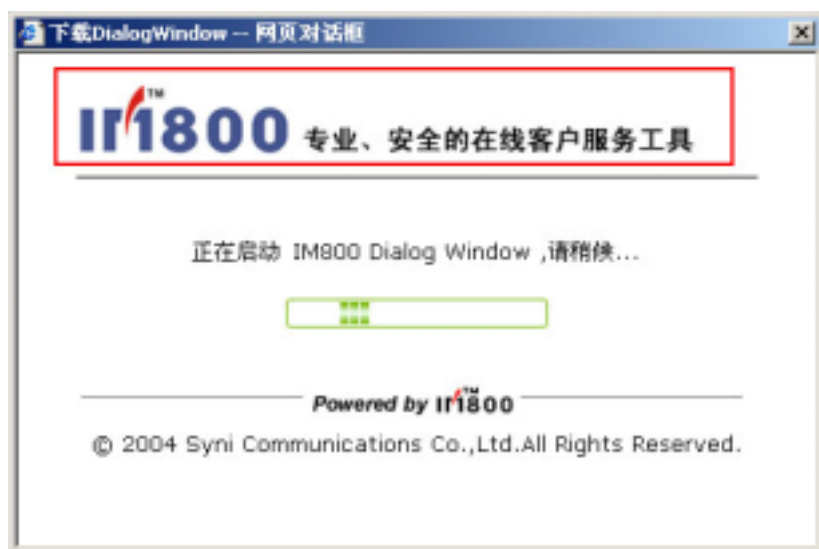 下载DialogWindow -- 网页对话框
IM800™ 专业、安全的在线客户服务工具
正在启动 IM800 Dialog Window ,请稍候...
Powered by IM800™
© 2004 Syni Communications Co.,Ltd.All Rights Reserved.